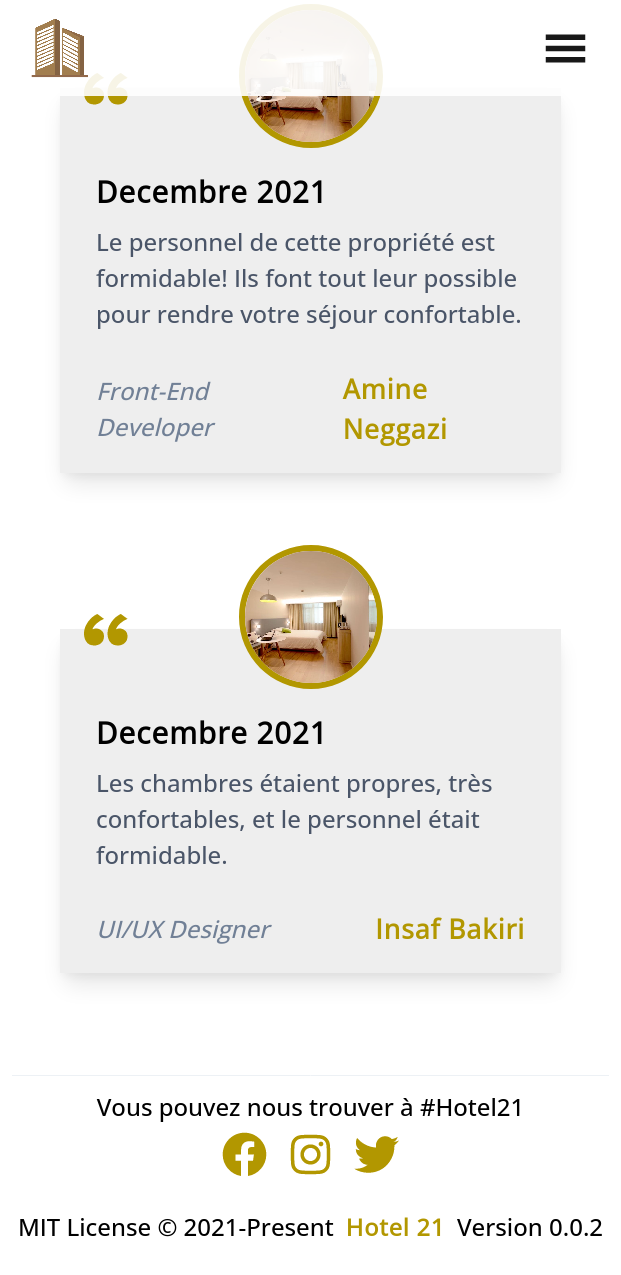 Decembre 2021
Le personnel de cette propriété est
formidable! Ils font tout leur possible
pour rendre votre séjour confortable.
Front-End
Developer
Amine
Neggazi
Decembre 2021
Les chambres étaient propres, très
confortables, et le personnel était
formidable.
UI/UX Designer
Insaf Bakiri
Vous pouvez nous trouver à #Hotel21
MIT License © 2021-Present Hotel 21 Version 0.0.2